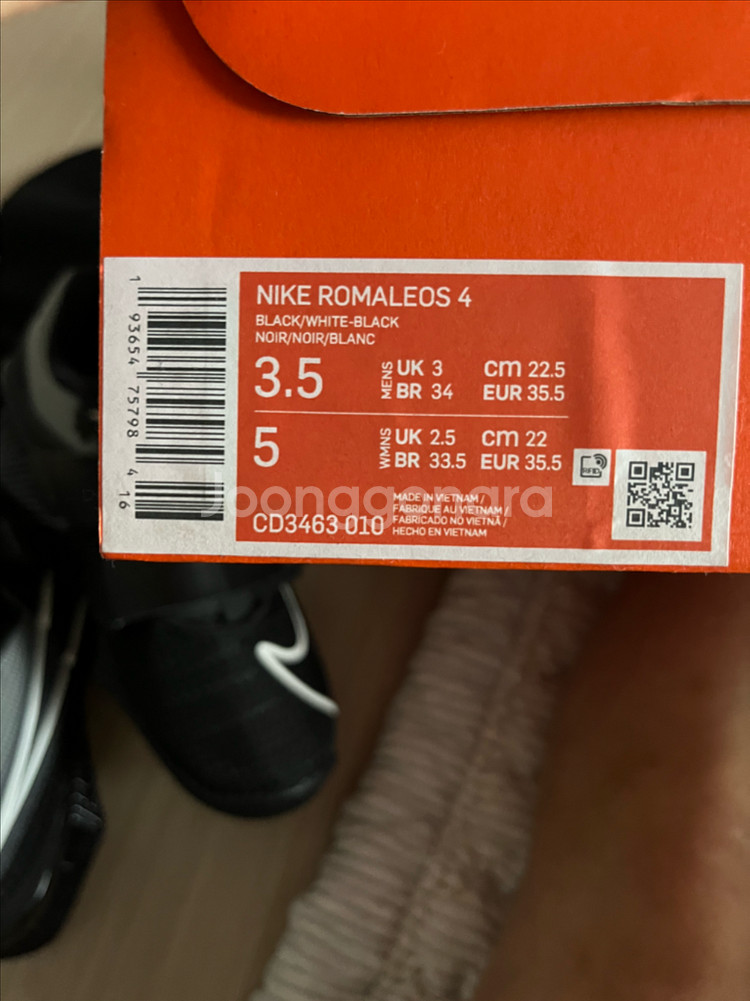 NIKE ROMALEOS 4
BLACK/WHITE-BLACK
NOIR/NOIR/BLANC
3.5 MENS UK 3 cm 22.5
BR 34 EUR 35.5
5 WMNS UK 2.5 cm 22
BR 33.5 EUR 35.5
RFID
CD3463 010
MADE IN VIETNAM /
FABRIQUE AU VIETNAM /
FABRICADO NO VIETNÃ /
HECHO EN VIETNAM
1 93654 75798 4 16
Joonggonara